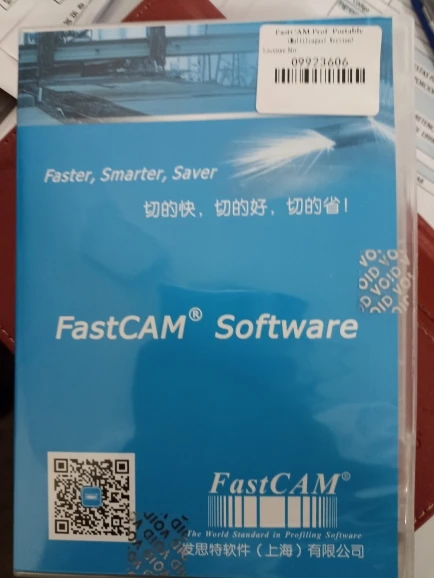 FastCAM Prof Portable
(Multilingual Version)
License No.
09923606
Faster, Smarter, Saver
切的快，切的好，切的省！
VOID VOID
FastCAM® Software
FastCAM®
The World Standard in Profiling Software
发思特软件（上海）有限公司